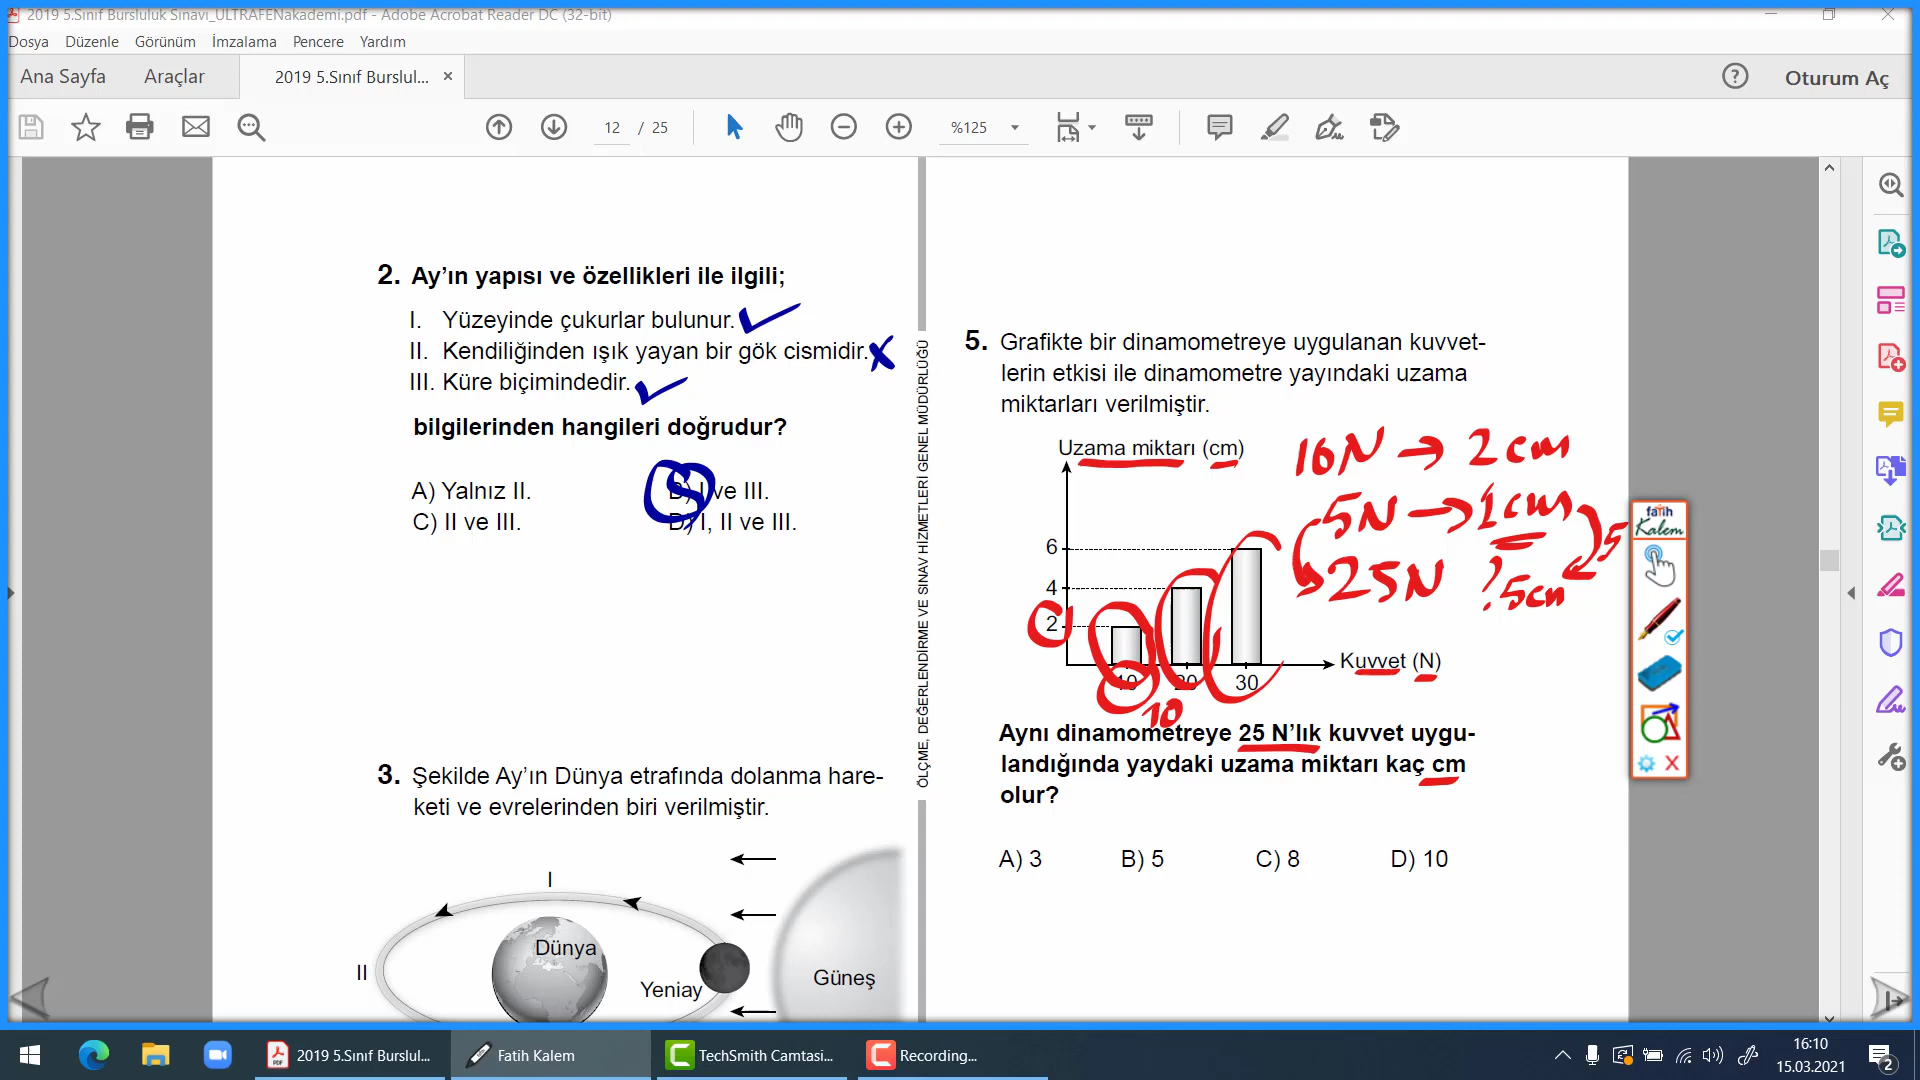 2019 5.Sınıf Bursluluk Sınavı_ULTRAFENakademi.pdf - Adobe Acrobat Reader DC (32-bit)
Dosya Düzenle Görünüm İmzalama Pencere Yardım
Ana Sayfa Araçlar 2019 5.Sınıf Burslul... × Oturum Aç
12 / 25 %125
2. Ay'ın yapısı ve özellikleri ile ilgili;
I. Yüzeyinde çukurlar bulunur.
II. Kendiliğinden ışık yayan bir gök cismidir.
III. Küre biçimindedir.
bilgilerinden hangileri doğrudur?
A) Yalnız II. B) I ve III.
C) II ve III. D) I, II ve III.
3. Şekilde Ay'ın Dünya etrafında dolanma hare-
keti ve evrelerinden biri verilmiştir.
I
II
Dünya
Yeniay
Güneş
ÖLÇME, DEĞERLENDİRME VE SINAV HİZMETLERİ GENEL MÜDÜRLÜĞÜ
5. Grafikte bir dinamometreye uygulanan kuvvet-
lerin etkisi ile dinamometre yayındaki uzama
miktarları verilmiştir.
Uzama miktarı (cm)
6
4
2
10 20 30
Kuvvet (N)
10
10N → 2 cm
5N → 1 cm
25N ? 5cm
5
Aynı dinamometreye 25 N'lık kuvvet uygu-
landığında yaydaki uzama miktarı kaç cm
olur?
A) 3 B) 5 C) 8 D) 10
fatih
Kalem
2019 5.Sınıf Burslul...
Fatih Kalem
TechSmith Camtasi...
Recording...
16:10
15.03.2021
2